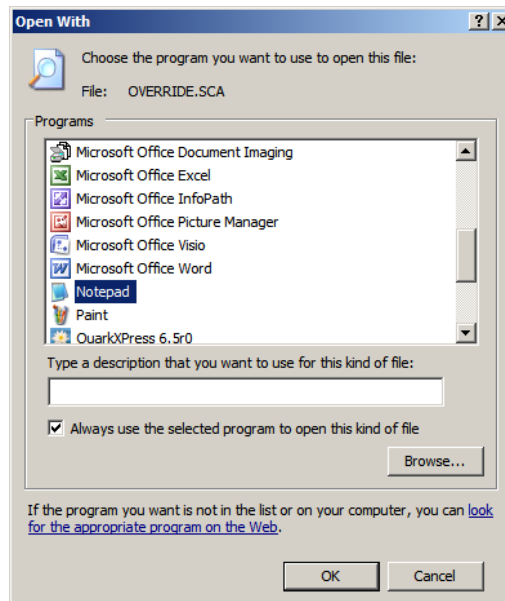 Open With
Choose the program you want to use to open this file:
File: OVERRIDE.SCA
Programs
Microsoft Office Document Imaging
Microsoft Office Excel
Microsoft Office InfoPath
Microsoft Office Picture Manager
Microsoft Office Visio
Microsoft Office Word
Notepad
Paint
QuarkXPress 6.5r0
Type a description that you want to use for this kind of file:
Always use the selected program to open this kind of file
Browse...
If the program you want is not in the list or on your computer, you can look
for the appropriate program on the Web.
OK Cancel